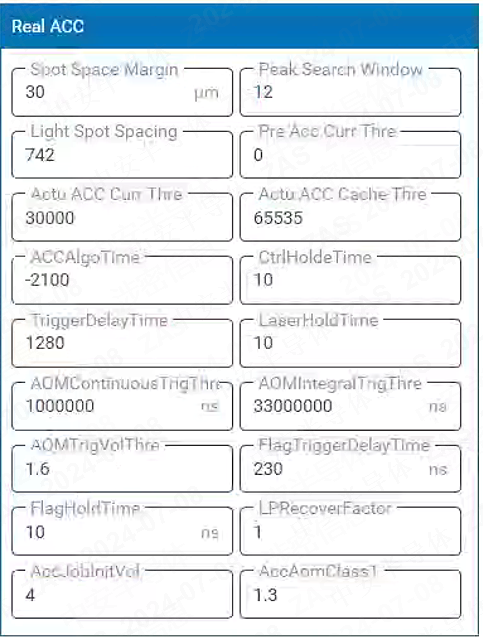 Real ACC
Spot Space Margin
30 μm
Peak Search Window
12
Light Spot Spacing
742
Pre Acc Curr Thre
0
Actu ACC Curr Thre
30000
Actu ACC Cache Thre
65535
ACCAlgoTime
-2100
CtrlHoldeTime
10
TriggerDelayTime
1280
LaserHoldTime
10
AOMContinuousTrigThre
1000000 ns
AOMIntegralTrigThre
33000000 ns
AOMTrigVolThre
1.6
FlagTriggerDelayTime
230 ns
FlagHoldTime
10 ns
LPRecoverFactor
1
AccJobInitVol
4
AccAomClass1
1.3